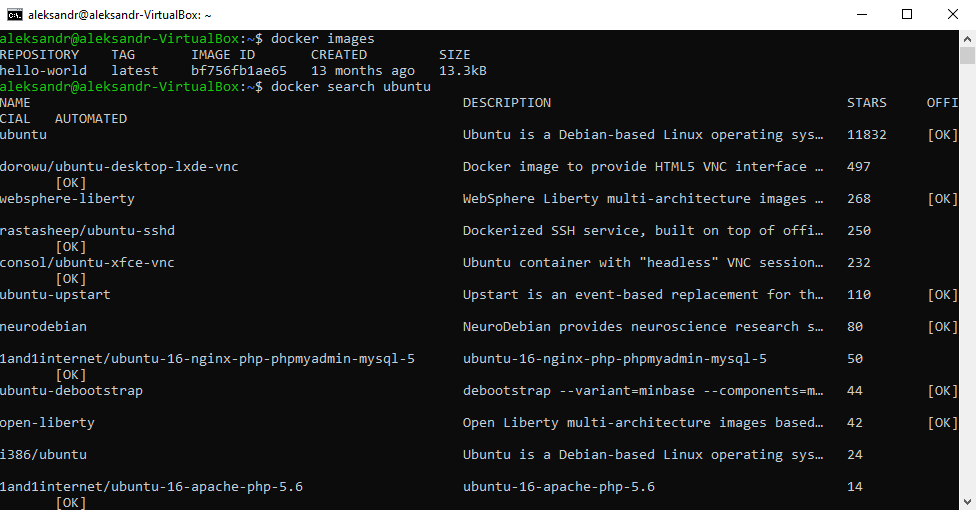 aleksandr@aleksandr-VirtualBox: ~
aleksandr@aleksandr-VirtualBox:~$ docker images
REPOSITORY    TAG       IMAGE ID       CREATED         SIZE
hello-world   latest    bf756fb1ae65   13 months ago   13.3kB
aleksandr@aleksandr-VirtualBox:~$ docker search ubuntu
NAME                                                      DESCRIPTION                                     STARS     OFFI
CIAL   AUTOMATED
ubuntu                                                    Ubuntu is a Debian-based Linux operating sys…   11832     [OK]
dorowu/ubuntu-desktop-lxde-vnc                            Docker image to provide HTML5 VNC interface …   497
       [OK]
websphere-liberty                                         WebSphere Liberty multi-architecture images …   268       [OK]
rastasheep/ubuntu-sshd                                    Dockerized SSH service, built on top of offi…   250
       [OK]
consol/ubuntu-xfce-vnc                                    Ubuntu container with "headless" VNC session…   232
       [OK]
ubuntu-upstart                                            Upstart is an event-based replacement for th…   110       [OK]
neurodebian                                               NeuroDebian provides neuroscience research s…   80        [OK]
1and1internet/ubuntu-16-nginx-php-phpmyadmin-mysql-5      ubuntu-16-nginx-php-phpmyadmin-mysql-5          50
       [OK]
ubuntu-debootstrap                                        debootstrap --variant=minbase --components=m…   44        [OK]
open-liberty                                              Open Liberty multi-architecture images based…   42        [OK]
i386/ubuntu                                               Ubuntu is a Debian-based Linux operating sys…   24
1and1internet/ubuntu-16-apache-php-5.6                    ubuntu-16-apache-php-5.6                        14
       [OK]